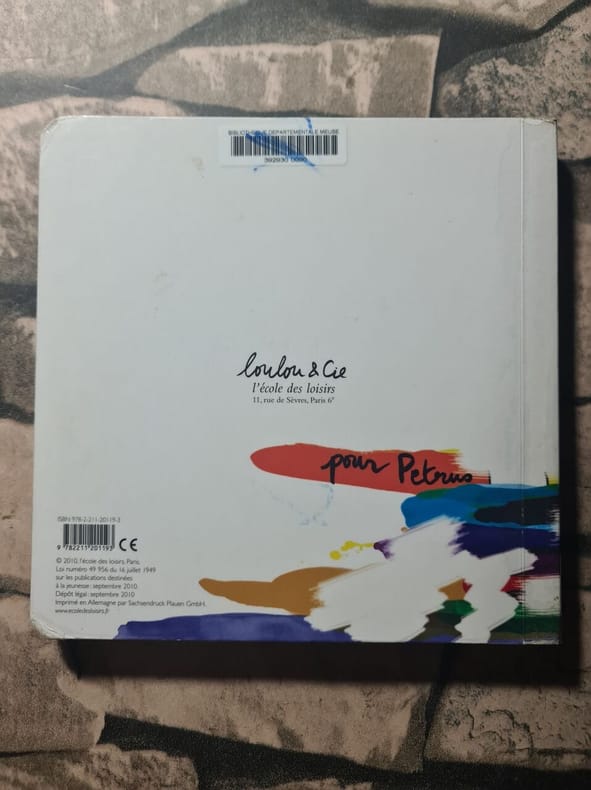 BIBLIOTHEQUE DEPARTEMENTALE MEUSE
loulou & Cie
l'école des loisirs
11, rue de Sèvres, Paris 6e
pour Petrus
ISBN 978-2-211-20119-3
9 782211 201193 CE
© 2010, l'école des loisirs, Paris
Loi numéro 49 956 du 16 juillet 1949
sur les publications destinées
à la jeunesse : septembre 2010.
Dépôt légal : septembre 2010
Imprimé en Allemagne par Sachsendruck Plauen GmbH.
www.ecoledesloisirs.fr